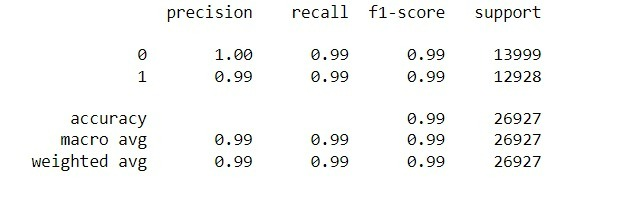 precision recall f1-score support
0 1.00 0.99 0.99 13999
1 0.99 0.99 0.99 12928
accuracy 0.99 26927
macro avg 0.99 0.99 0.99 26927
weighted avg 0.99 0.99 0.99 26927